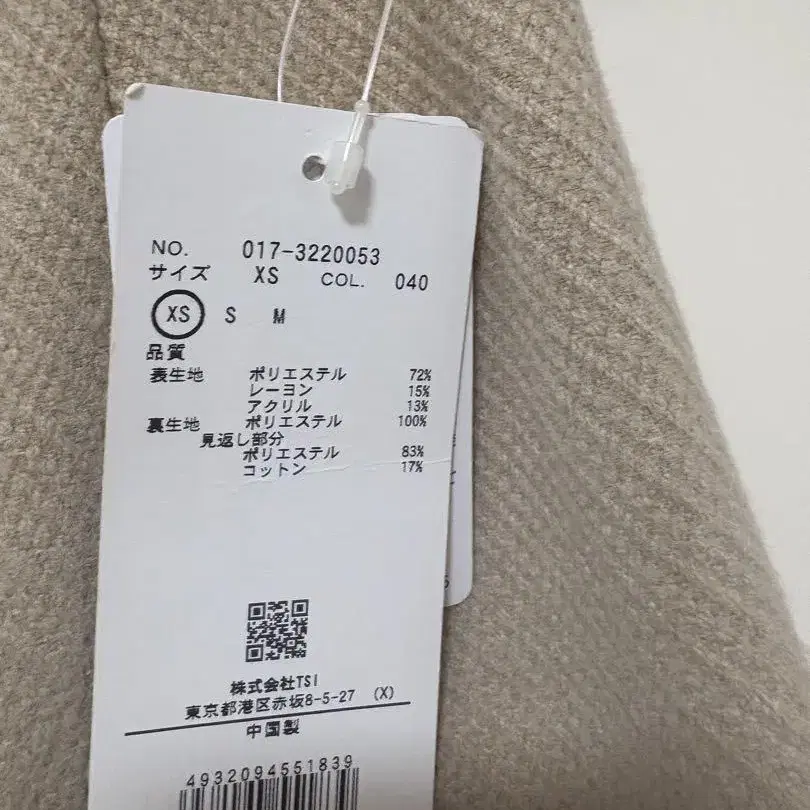 NO. 017-3220053
サイズ XS COL. 040
XS S M
品質
表生地 ポリエステル 72%
レーヨン 15%
アクリル 13%
裏生地 ポリエステル 100%
見返し部分
ポリエステル 83%
コットン 17%
株式会社TSI
東京都港区赤坂8-5-27 (X)
中国製
4932094551839